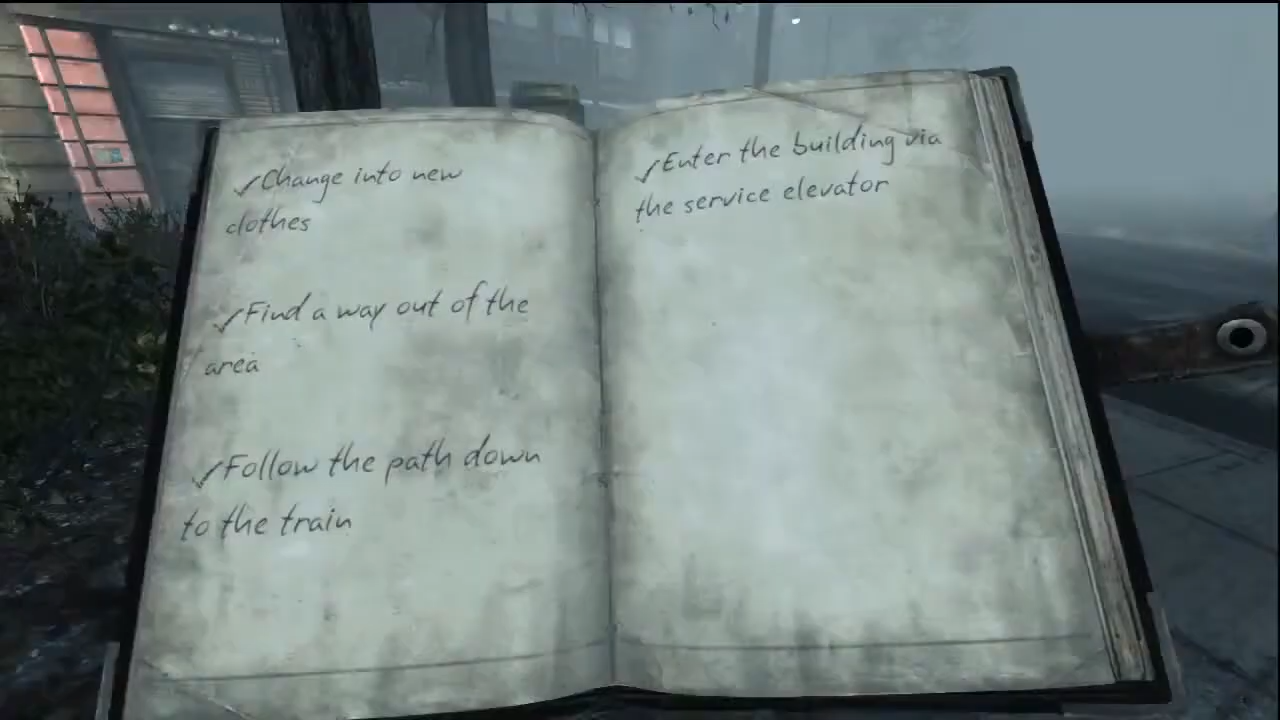 ✓Change into new
clothes
✓Find a way out of the
area
✓Follow the path down
to the train
✓Enter the building via
the service elevator